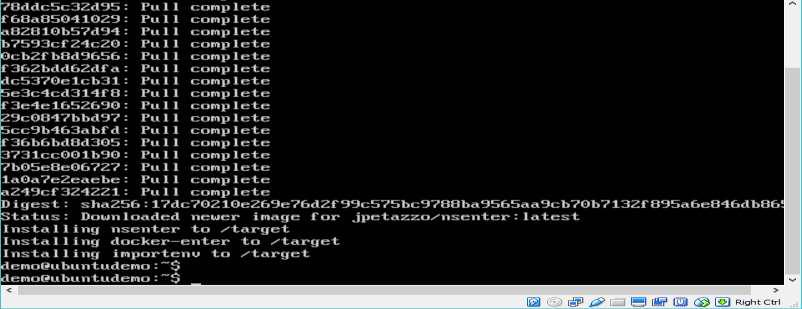 78ddc5c32d95: Pull complete
f68a85041029: Pull complete
a82810b57d94: Pull complete
b7593cf24c20: Pull complete
0cb2fb8d9656: Pull complete
f362bdd62dfa: Pull complete
dc5370e1cb31: Pull complete
5e3c4cd314f8: Pull complete
f3e4e1652690: Pull complete
29c0847bbd97: Pull complete
5cc9b463abfd: Pull complete
f36b6bd8d305: Pull complete
3731cc001b90: Pull complete
7b05e8e06727: Pull complete
1a0a7e2eaebe: Pull complete
a249cf324221: Pull complete
Digest: sha256:17dc70210e269e76d2f99c575bc9788ba9565aa9cb70b7132f895a6e846db865
Status: Downloaded newer image for jpetazzo/nsenter:latest
Installing nsenter to /target
Installing docker-enter to /target
Installing importenv to /target
demo@ubuntudemo:~$
demo@ubuntudemo:~$ _
Right Ctrl